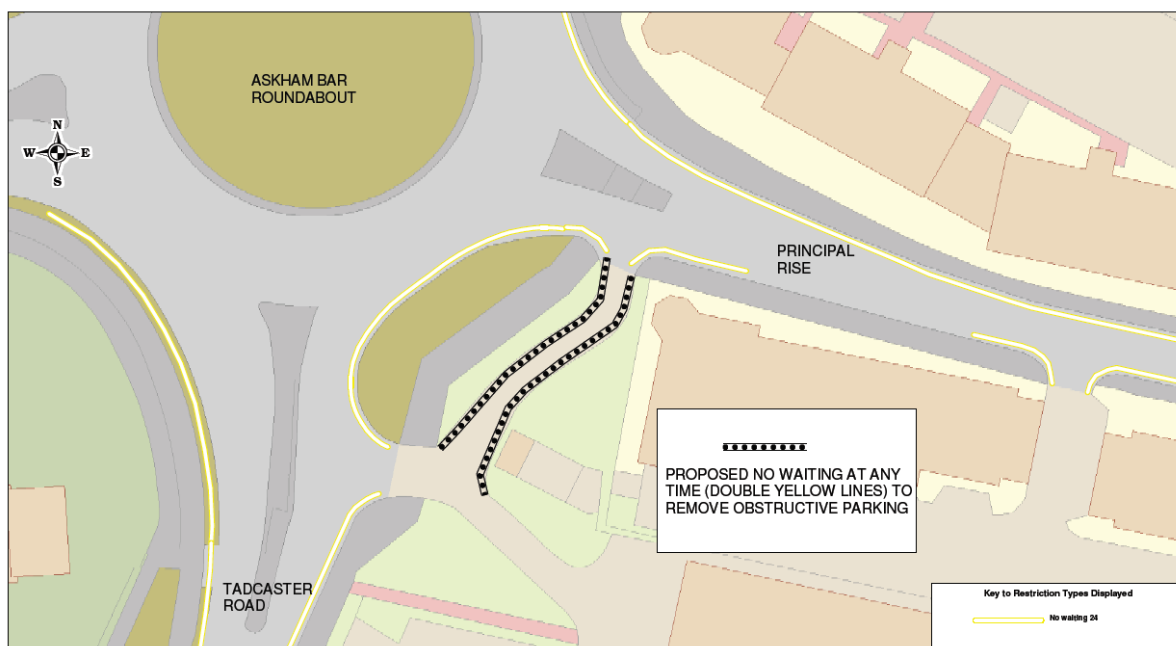 ASKHAM BAR
ROUNDABOUT
N
W
E
S
PRINCIPAL
RISE
PROPOSED NO WAITING AT ANY
TIME (DOUBLE YELLOW LINES) TO
REMOVE OBSTRUCTIVE PARKING
TADCASTER
ROAD
Key to Restriction Types Displayed
No waiting 24